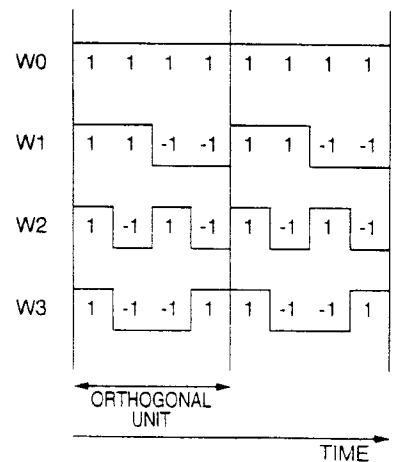 W0 1 1 1 1 1 1 1 1
W1 1 1 -1 -1 1 1 -1 -1
W2 1 -1 1 -1 1 -1 1 -1
W3 1 -1 -1 1 1 -1 -1 1
ORTHOGONAL
UNIT
TIME